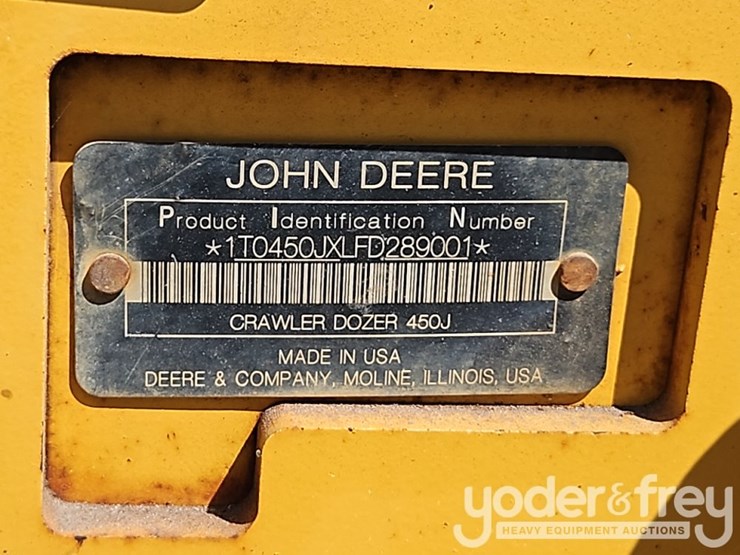 JOHN DEERE
Product Identification Number
*1T0450JXLFD289001*
CRAWLER DOZER 450J
MADE IN USA
DEERE & COMPANY, MOLINE, ILLINOIS, USA
yoder&frey
HEAVY EQUIPMENT AUCTIONS